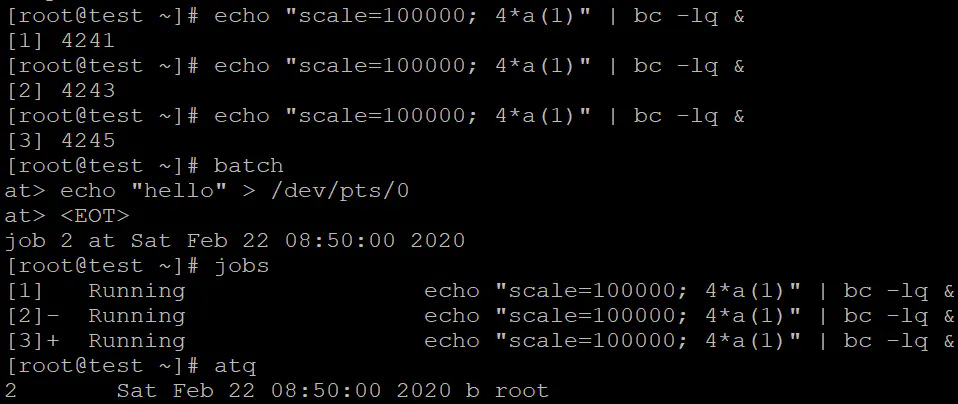 [root@test ~]# echo "scale=100000; 4*a(1)" | bc -lq &
[1] 4241
[root@test ~]# echo "scale=100000; 4*a(1)" | bc -lq &
[2] 4243
[root@test ~]# echo "scale=100000; 4*a(1)" | bc -lq &
[3] 4245
[root@test ~]# batch
at> echo "hello" > /dev/pts/0
at> <EOT>
job 2 at Sat Feb 22 08:50:00 2020
[root@test ~]# jobs
[1]   Running                 echo "scale=100000; 4*a(1)" | bc -lq &
[2]-  Running                 echo "scale=100000; 4*a(1)" | bc -lq &
[3]+  Running                 echo "scale=100000; 4*a(1)" | bc -lq &
[root@test ~]# atq
2       Sat Feb 22 08:50:00 2020 b root